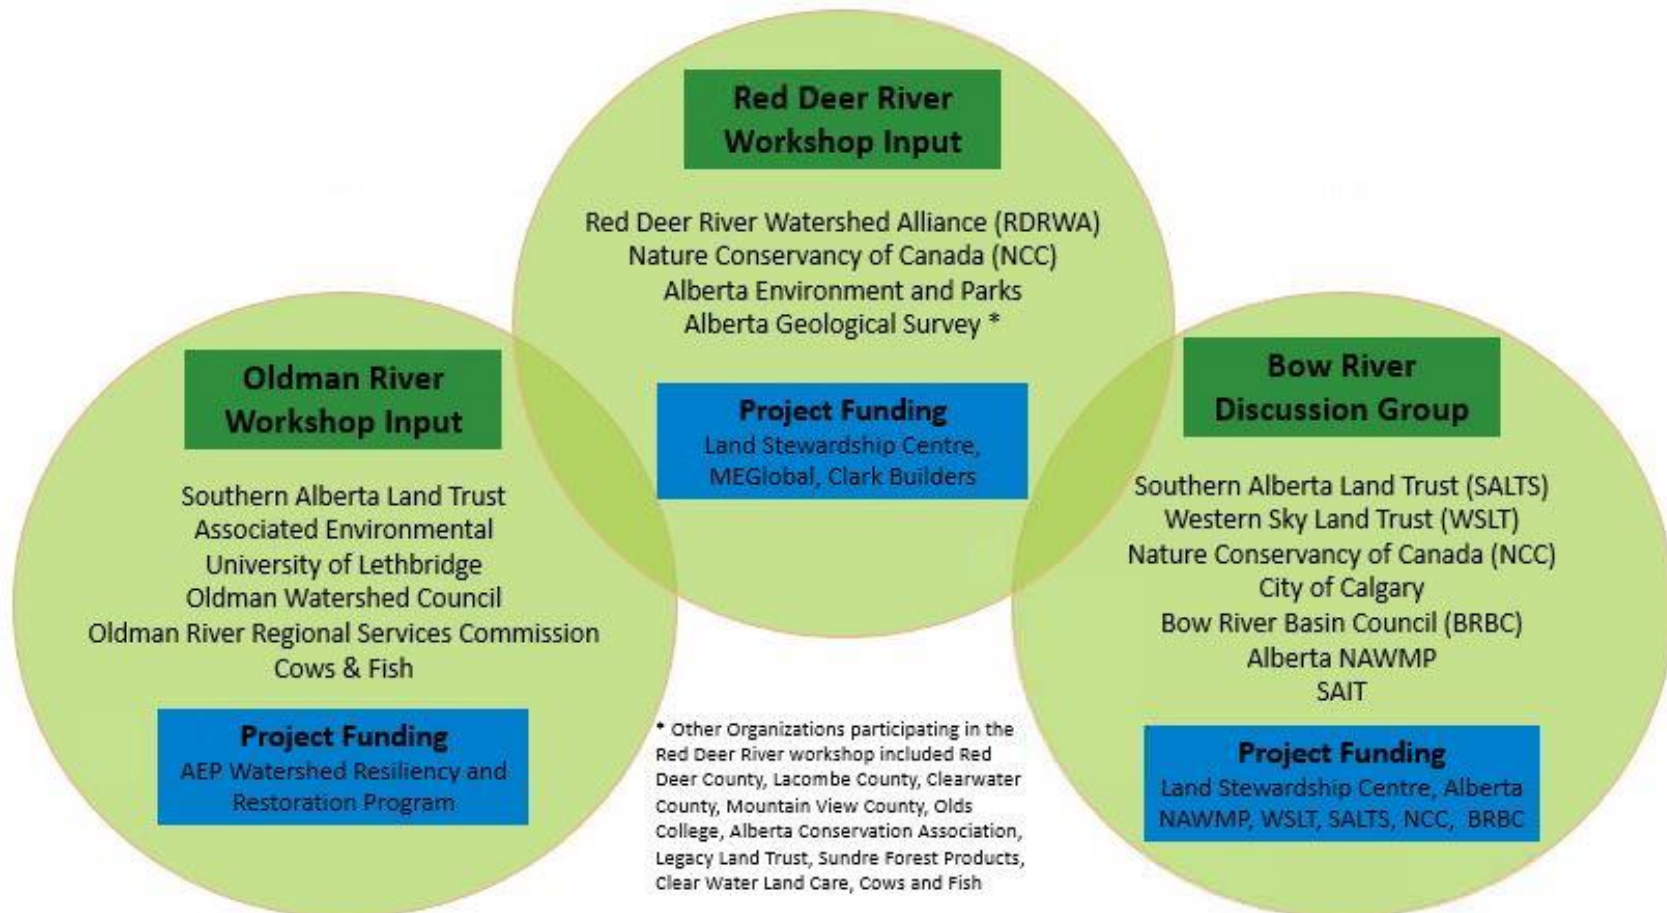 Red Deer River
Workshop Input
Red Deer River Watershed Alliance (RDRWA)
Nature Conservancy of Canada (NCC)
Alberta Environment and Parks
Alberta Geological Survey *
Project Funding
Land Stewardship Centre,
MEGlobal, Clark Builders
Oldman River
Workshop Input
Southern Alberta Land Trust
Associated Environmental
University of Lethbridge
Oldman Watershed Council
Oldman River Regional Services Commission
Cows & Fish
Project Funding
AEP Watershed Resiliency and
Restoration Program
Bow River
Discussion Group
Southern Alberta Land Trust (SALTS)
Western Sky Land Trust (WSLT)
Nature Conservancy of Canada (NCC)
City of Calgary
Bow River Basin Council (BRBC)
Alberta NAWMP
SAIT
Project Funding
Land Stewardship Centre, Alberta
NAWMP, WSLT, SALTS, NCC, BRBC
* Other Organizations participating in the
Red Deer River workshop included Red
Deer County, Lacombe County, Clearwater
County, Mountain View County, Olds
College, Alberta Conservation Association,
Legacy Land Trust, Sundre Forest Products,
Clear Water Land Care, Cows and Fish